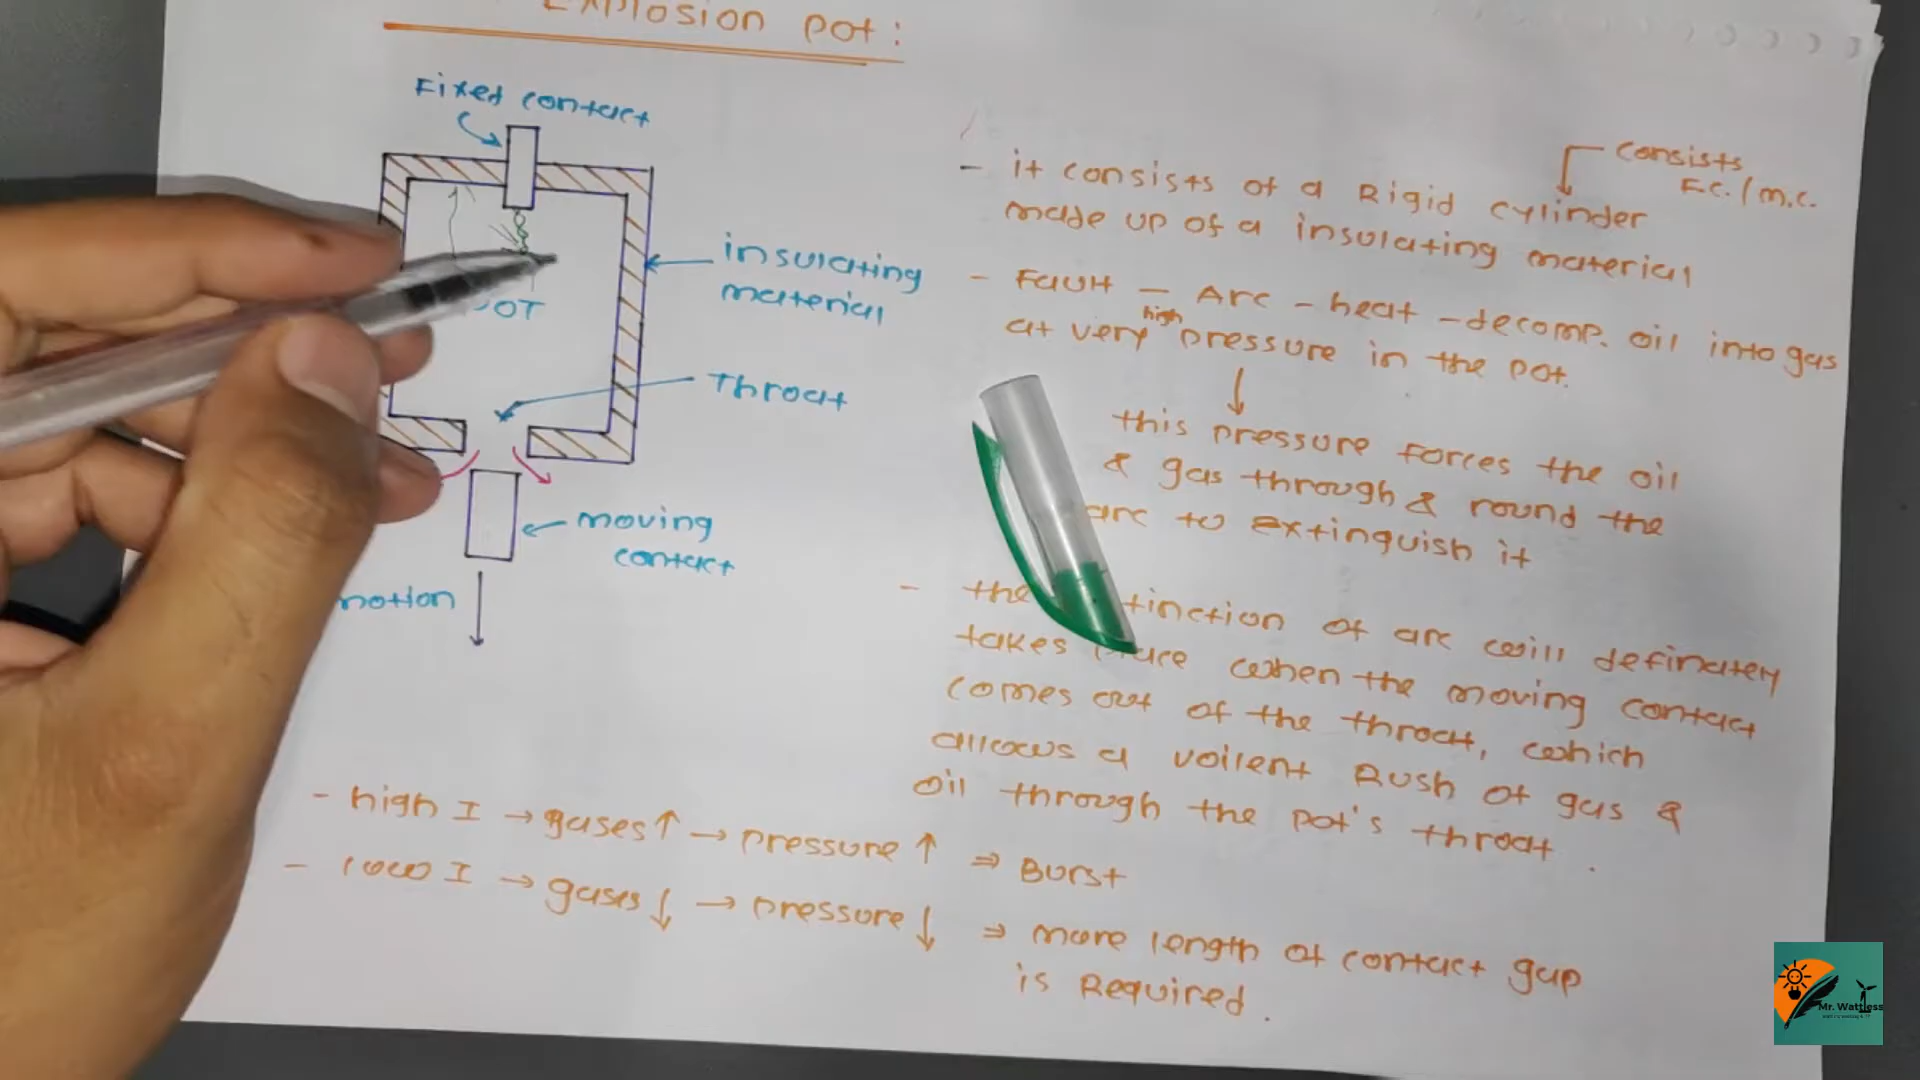 Explosion pot:
Fixed contact
insulating
material
Throat
moving
contact
motion
consists
F.C. / m.C.
- it consists of a Rigid cylinder
made up of a insulating material
- Fault - Arc - heat - decomp. oil into gas
at very high pressure in the pot.
this pressure forces the oil
& gas through & round the
arc to extinguish it
- the tinction of arc will definately
takes place when the moving contact
comes out of the throat, which
allows a voilent Rush of gas &
oil through the pot's throat.
- high I → gases ↑ → pressure ↑ ⇒ Burst
- low I → gases ↓ → pressure ↓ ⇒ more length of contact gap
is Required.
Mr. Wattless